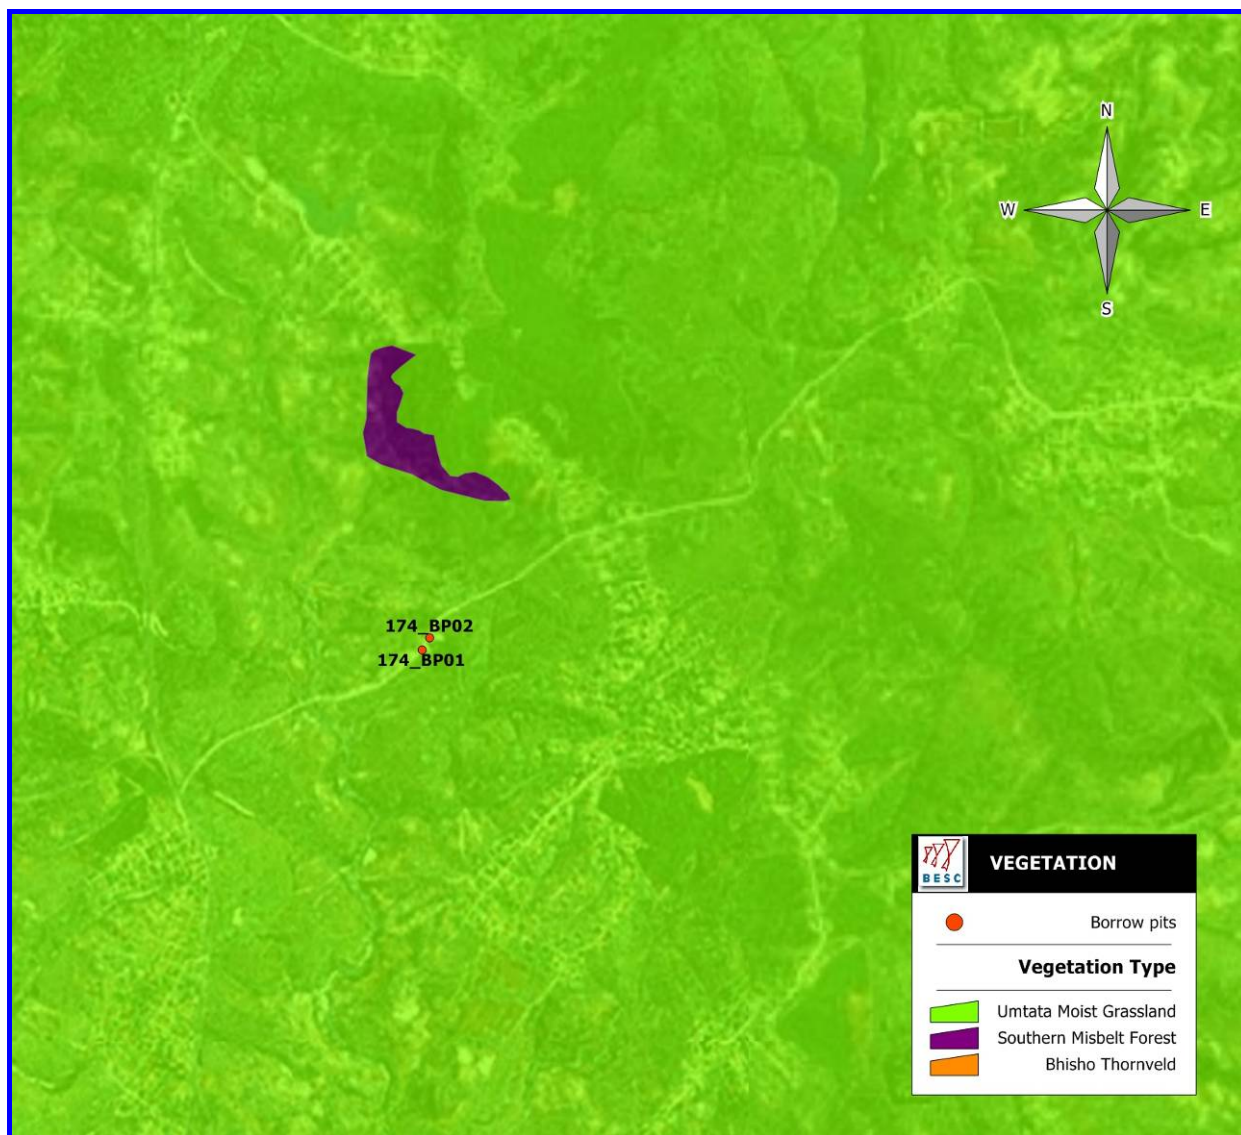 N
W E
S
174_BP02
174_BP01
BESC
VEGETATION
Borrow pits
Vegetation Type
Umtata Moist Grassland
Southern Misbelt Forest
Bhisho Thornveld